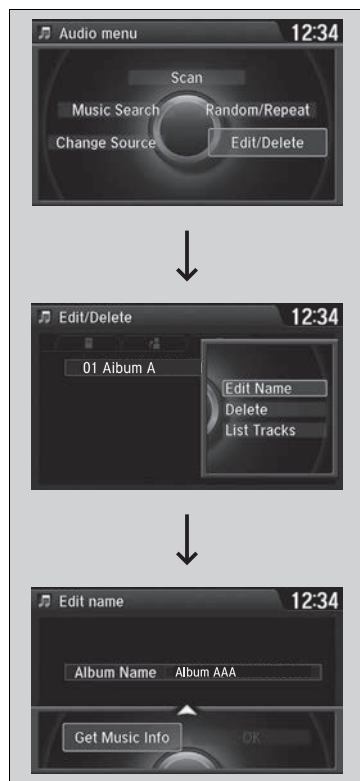 Audio menu 12:34
Scan
Music Search Random/Repeat
Change Source Edit/Delete
Edit/Delete 12:34
01 Aibum A
Edit Name
Delete
List Tracks
Edit name 12:34
Album Name Album AAA
Get Music Info OK